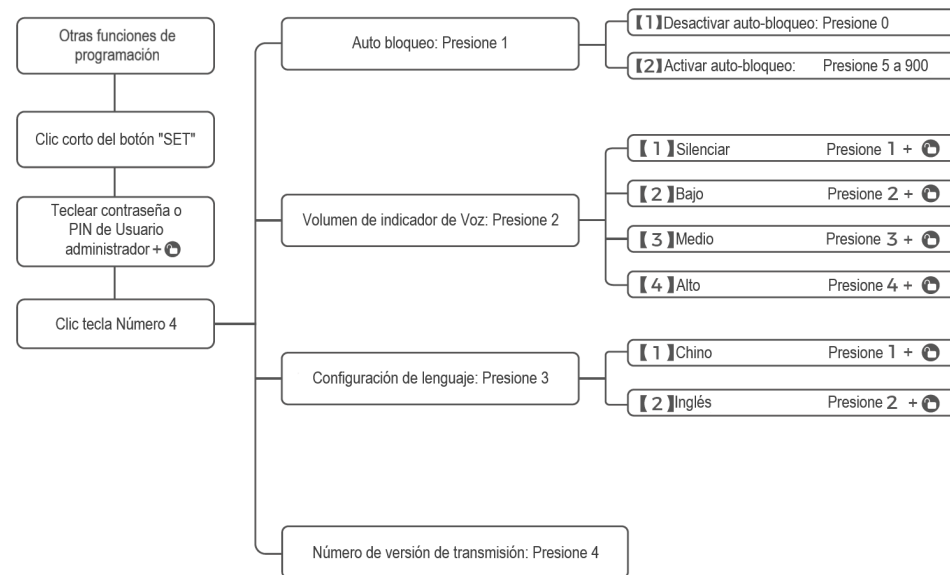 Otras funciones de
programación
Clic corto del botón "SET"
Teclear contraseña o
PIN de Usuario
administrador +
Clic tecla Número 4
Auto bloqueo: Presione 1
【1】Desactivar auto-bloqueo: Presione 0
【2】Activar auto-bloqueo: Presione 5 a 900
Volumen de indicador de Voz: Presione 2
【1】Silenciar Presione 1 +
【2】Bajo Presione 2 +
【3】Medio Presione 3 +
【4】Alto Presione 4 +
Configuración de lenguaje: Presione 3
【1】Chino Presione 1 +
【2】Inglés Presione 2 +
Número de versión de transmisión: Presione 4